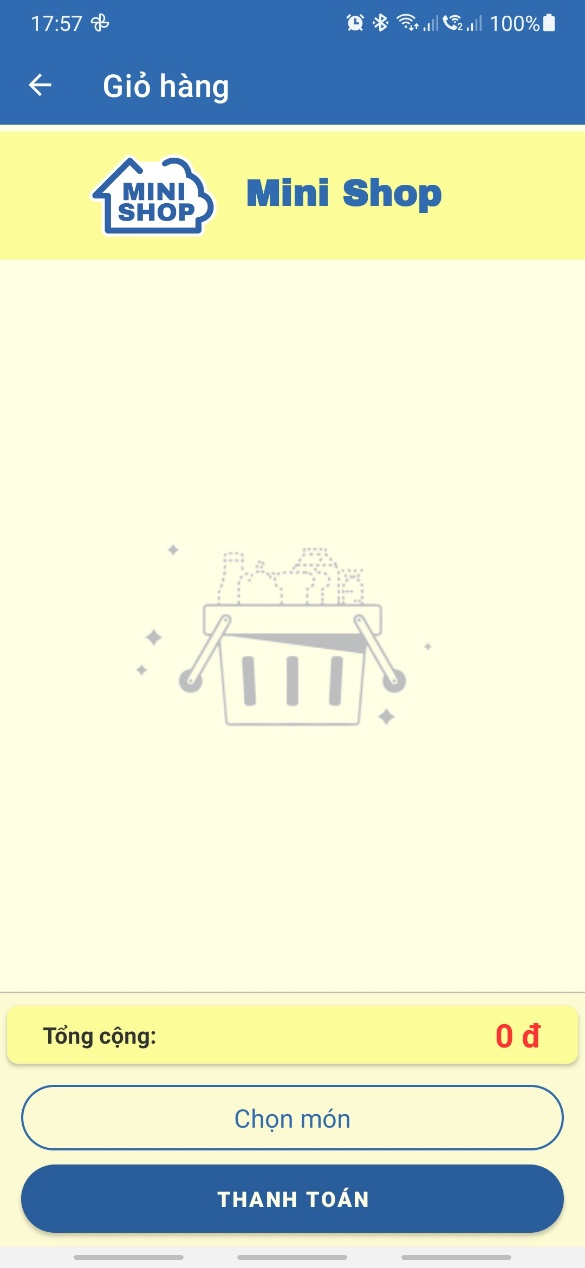 17:57 100%
Giỏ hàng
MINI
SHOP
Mini Shop
Tổng cộng: 0 đ
Chọn món
THANH TOÁN